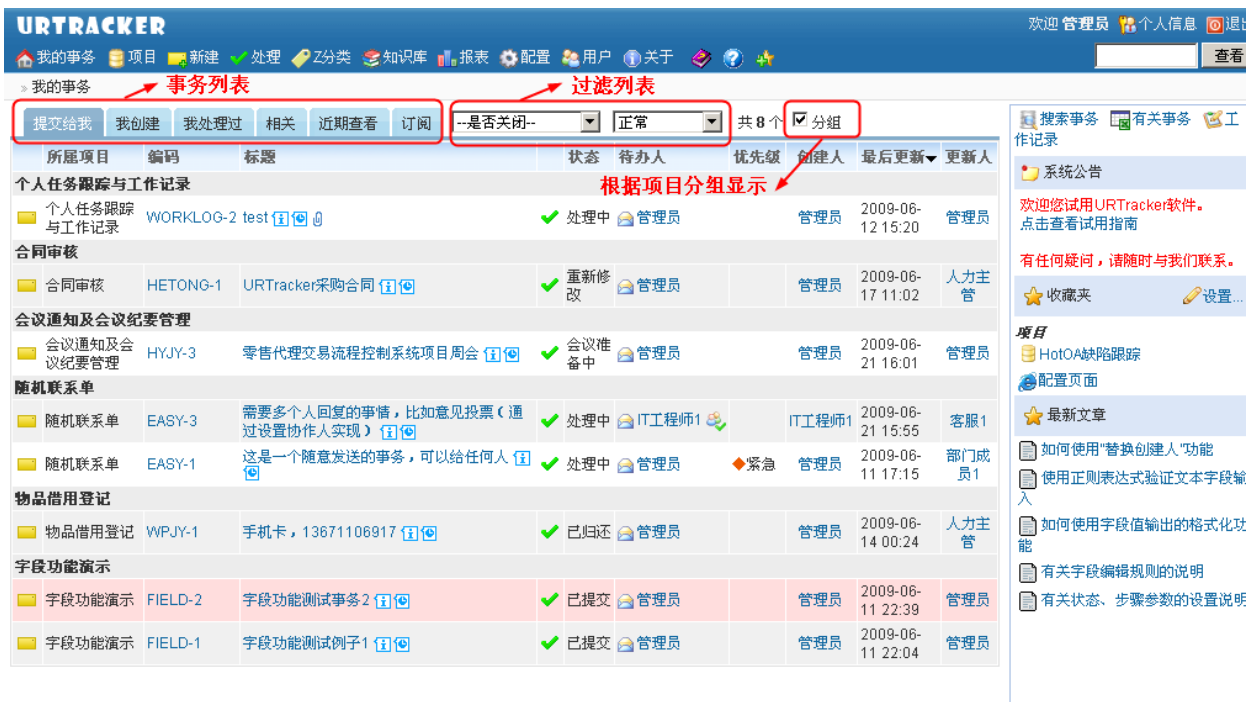 URTRACKER
欢迎 管理员 个人信息 退出
我的事务 项目 新建 处理 Z分类 知识库 报表 配置 用户 关于
查看
» 我的事务
事务列表
过滤列表
提交给我 我创建 我处理过 相关 近期查看 订阅 --是否关闭-- 正常 共 8 个 分组
所属项目 编码 标题 状态 待办人 优先级 创建人 最后更新 更新人
根据项目分组显示
个人任务跟踪与工作记录
个人任务跟踪
与工作记录 WORKLOG-2 test 处理中 管理员 管理员 2009-06-
12 15:20 管理员
合同审核
合同审核 HETONG-1 URTracker采购合同 重新修
改 管理员 管理员 2009-06-
17 11:02 人力主
管
会议通知及会议纪要管理
会议通知及会
议纪要管理 HYJY-3 零售代理交易流程控制系统项目周会 会议准
备中 管理员 管理员 2009-06-
21 16:01 管理员
随机联系单
随机联系单 EASY-3 需要多个人回复的事情，比如意见投票（通
过设置协作人实现） 处理中 IT工程师1 IT工程师1 2009-06-
21 15:55 客服1
随机联系单 EASY-1 这是一个随意发送的事务，可以给任何人 处理中 管理员 紧急 管理员 2009-06-
11 17:15 部门成
员1
物品借用登记
物品借用登记 WPJY-1 手机卡，13671106917 已归还 管理员 管理员 2009-06-
14 00:24 人力主
管
字段功能演示
字段功能演示 FIELD-2 字段功能测试事务2 已提交 管理员 管理员 2009-06-
11 22:39 管理员
字段功能演示 FIELD-1 字段功能测试例子1 已提交 管理员 管理员 2009-06-
11 22:04 管理员
搜索事务 有关事务 工
作记录
系统公告
欢迎您试用URTracker软件。
点击查看试用指南
有任何疑问，请随时与我们联系。
收藏夹 设置...
项目
HotOA缺陷跟踪
配置页面
最新文章
如何使用"替换创建人"功能
使用正则表达式验证文本字段输
入
如何使用字段值输出的格式化功
能
有关字段编辑规则的说明
有关状态、步骤参数的设置说明